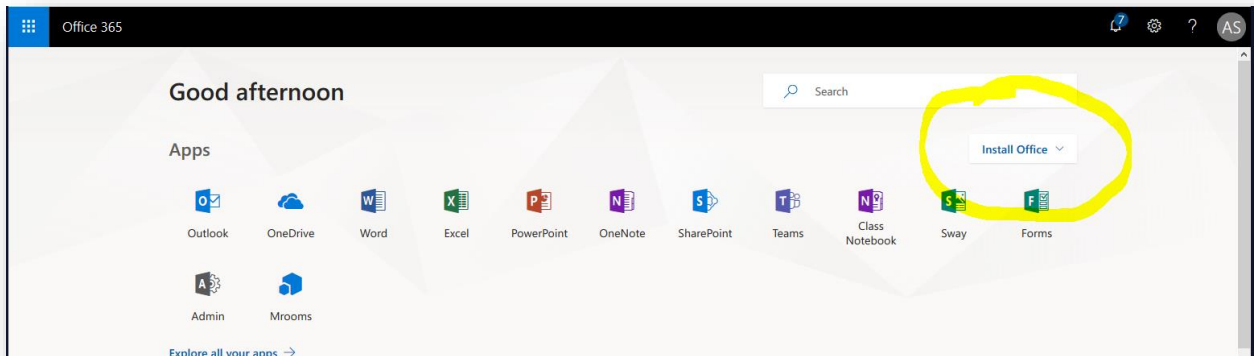 Office 365
7
?
AS
Good afternoon
Search
Apps
Install Office
Outlook
OneDrive
Word
Excel
PowerPoint
OneNote
SharePoint
Teams
Class
Notebook
Sway
Forms
Admin
Mrooms
Explore all your apps →